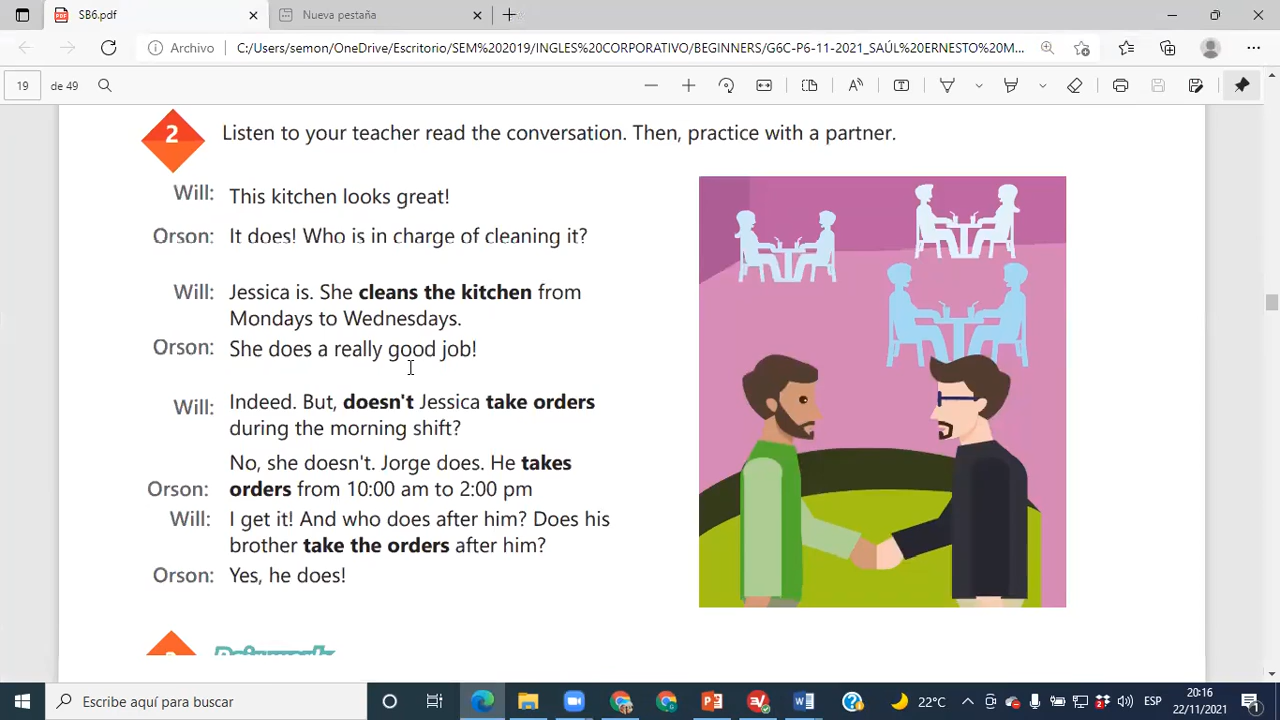 SB6.pdf
Nueva pestaña
Archivo
C:/Users/semon/OneDrive/Escritorio/SEM%202019/INGLES%20CORPORATIVO/BEGINNERS/G6C-P6-11-2021_SAÚL%20ERNESTO%20M...
19 de 49
2 Listen to your teacher read the conversation. Then, practice with a partner.
Will: This kitchen looks great!
Orson: It does! Who is in charge of cleaning it?
Will: Jessica is. She cleans the kitchen from
Mondays to Wednesdays.
Orson: She does a really good job!
Will: Indeed. But, doesn't Jessica take orders
during the morning shift?
No, she doesn't. Jorge does. He takes
Orson: orders from 10:00 am to 2:00 pm
Will: I get it! And who does after him? Does his
brother take the orders after him?
Orson: Yes, he does!
Pairwork
Escribe aquí para buscar
22°C
ESP
20:16
22/11/2021